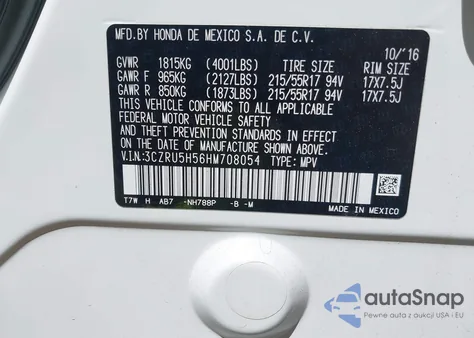 MFD.BY HONDA DE MEXICO S.A. DE C.V. 10/'16
GVWR 1815KG (4001LBS) TIRE SIZE RIM SIZE
GAWR F 965KG (2127LBS) 215/55R17 94V 17X7.5J
GAWR R 850KG (1873LBS) 215/55R17 94V 17X7.5J
THIS VEHICLE CONFORMS TO ALL APPLICABLE
FEDERAL MOTOR VEHICLE SAFETY AND
THEFT PREVENTION STANDARDS IN EFFECT ON
THE DATE OF MANUFACTURE SHOWN ABOVE.
V.I.N:3CZRU5H56HM708054 TYPE: MPV
T7W H AB7 -NH788P -B -M
MADE IN MEXICO
autoSnap
Pewne auta z aukcji USA i EU